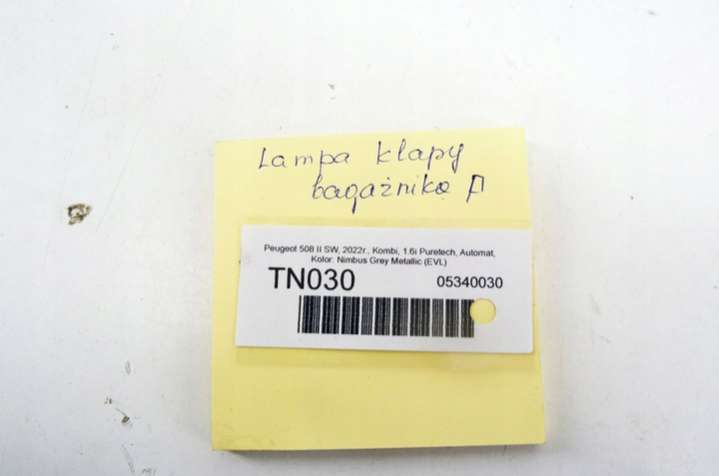 Lampa klapy
bagażnika P
Peugeot 508 II SW, 2022r., Kombi, 1.6i Puretech, Automat,
Kolor: Nimbus Grey Metallic (EVL)
TN030 05340030